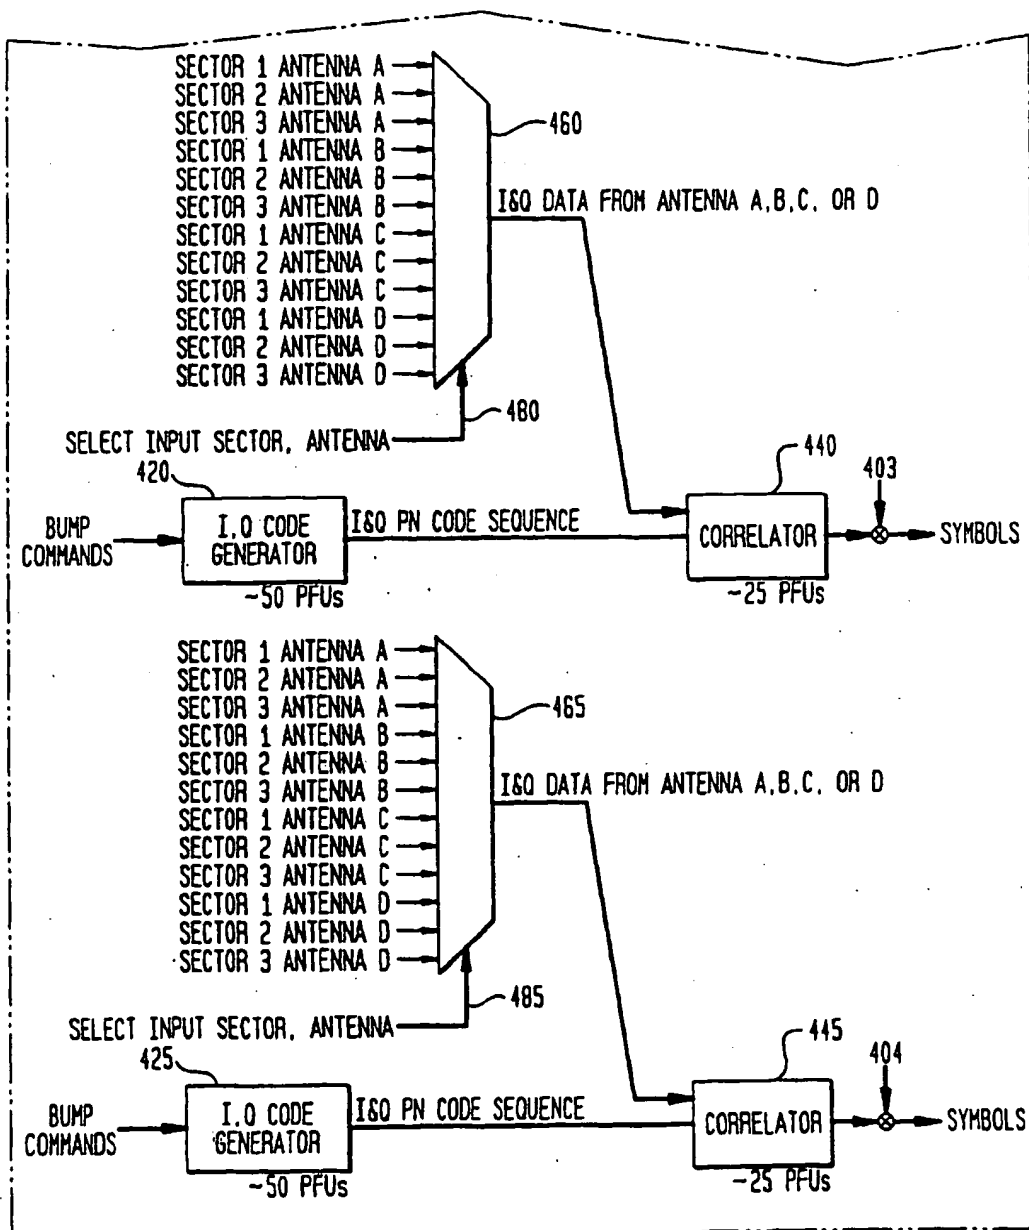 SECTOR 1 ANTENNA A
SECTOR 2 ANTENNA A
SECTOR 3 ANTENNA A
SECTOR 1 ANTENNA B
SECTOR 2 ANTENNA B
SECTOR 3 ANTENNA B
SECTOR 1 ANTENNA C
SECTOR 2 ANTENNA C
SECTOR 3 ANTENNA C
SECTOR 1 ANTENNA D
SECTOR 2 ANTENNA D
SECTOR 3 ANTENNA D
460
I&Q DATA FROM ANTENNA A,B,C, OR D
480
SELECT INPUT SECTOR, ANTENNA
420
BUMP
COMMANDS
I.Q CODE
GENERATOR
~50 PFUs
I&Q PN CODE SEQUENCE
440
CORRELATOR
~25 PFUs
403
SYMBOLS
SECTOR 1 ANTENNA A
SECTOR 2 ANTENNA A
SECTOR 3 ANTENNA A
SECTOR 1 ANTENNA B
SECTOR 2 ANTENNA B
SECTOR 3 ANTENNA B
SECTOR 1 ANTENNA C
SECTOR 2 ANTENNA C
SECTOR 3 ANTENNA C
SECTOR 1 ANTENNA D
SECTOR 2 ANTENNA D
SECTOR 3 ANTENNA D
465
I&Q DATA FROM ANTENNA A,B,C, OR D
485
SELECT INPUT SECTOR, ANTENNA
425
BUMP
COMMANDS
I.Q CODE
GENERATOR
~50 PFUs
I&Q PN CODE SEQUENCE
445
CORRELATOR
~25 PFUs
404
SYMBOLS